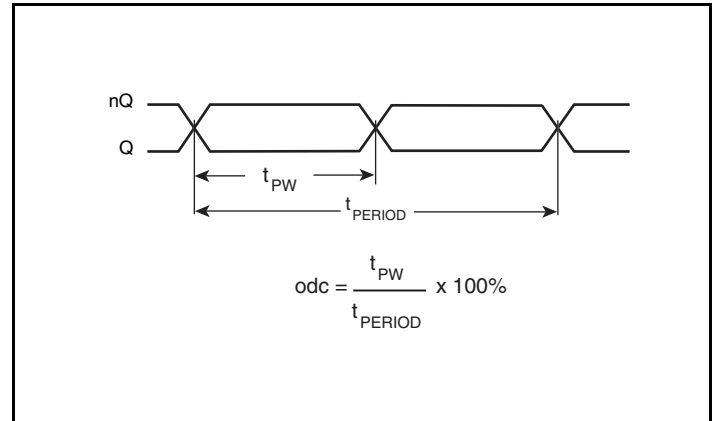 nQ
Q
tPW
tPERIOD
odc = tPW / tPERIOD x 100%